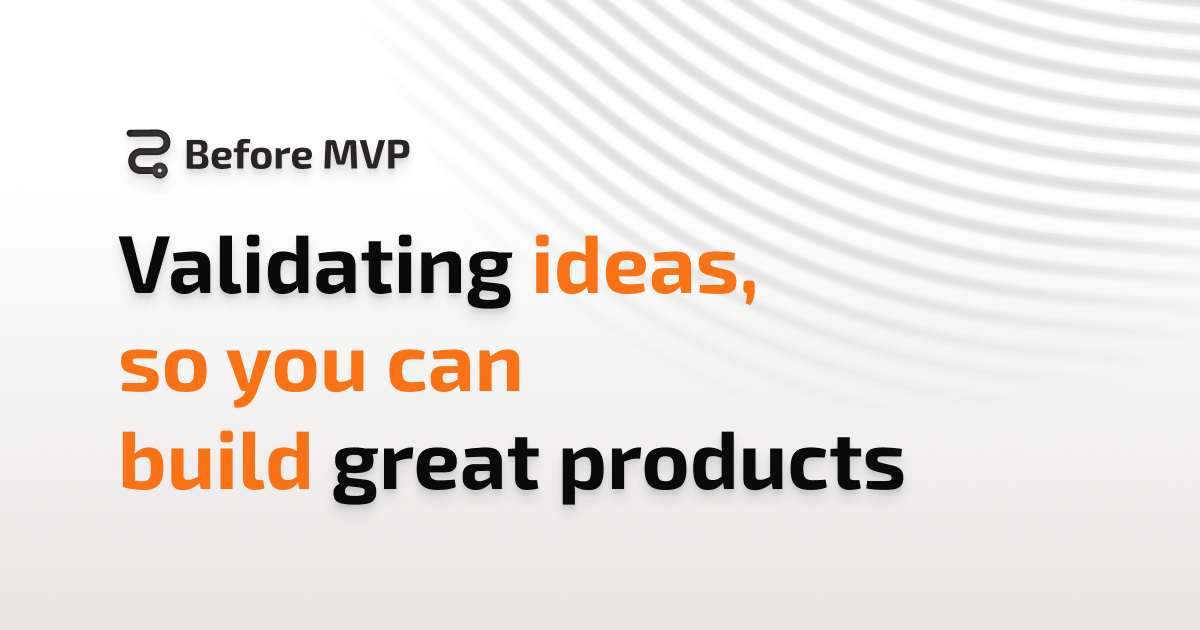 Before MVP
Validating ideas,
so you can
build great products